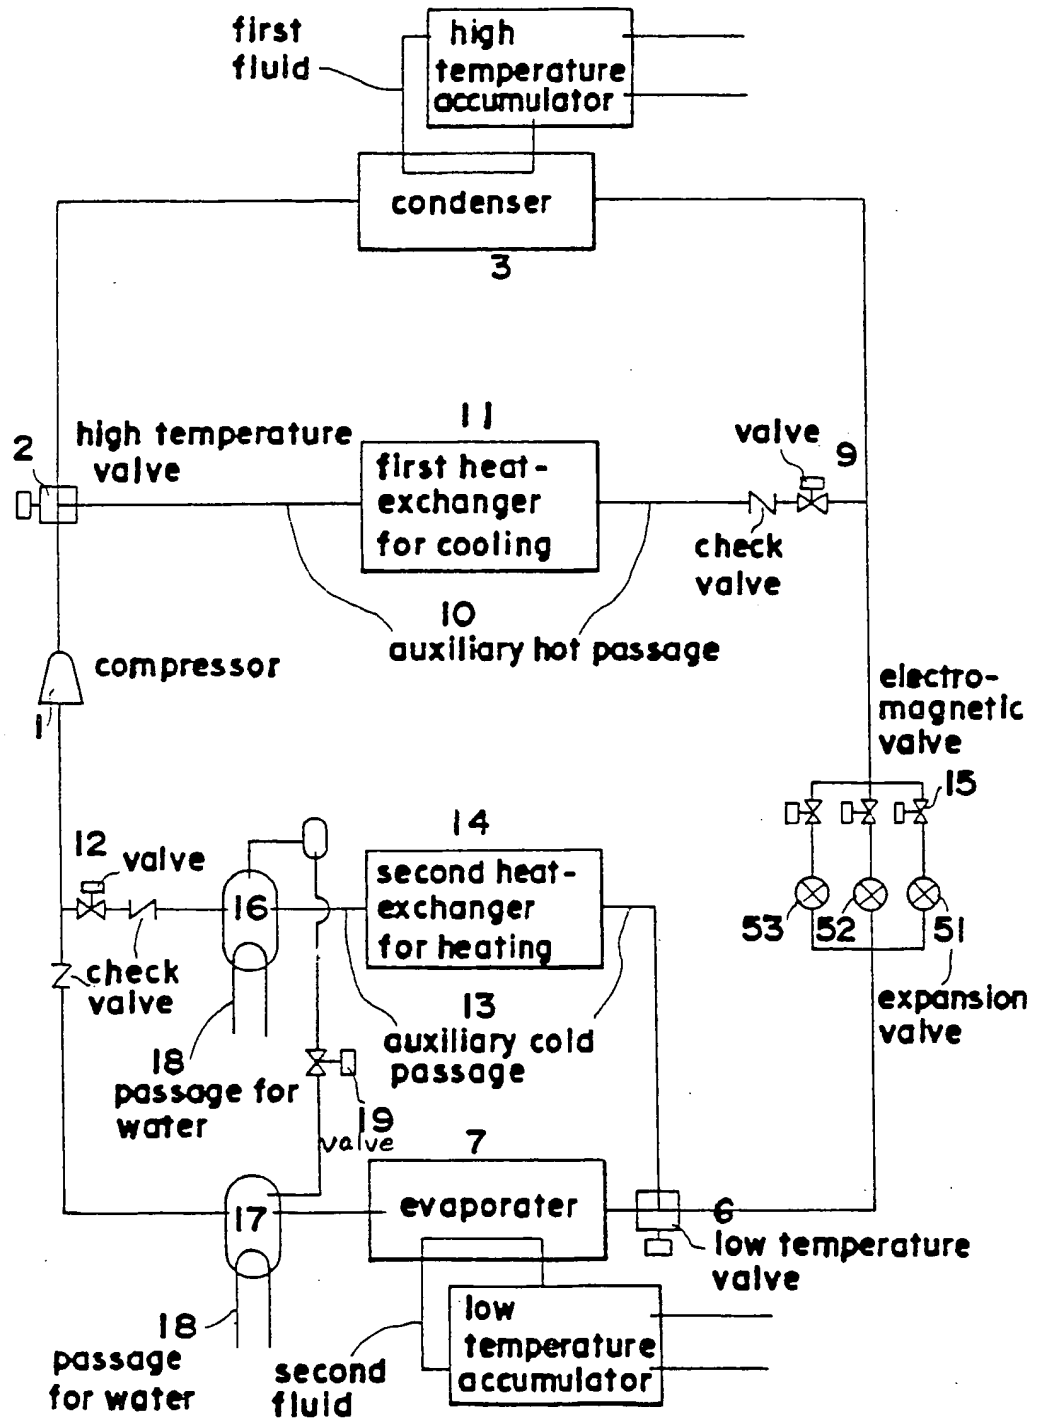 first
fluid
high
temperature
accumulator
condenser
3
11
2
high temperature
valve
first heat-
exchanger
for cooling
valve
9
check
valve
10
auxiliary hot passage
compressor
1
electro-
magnetic
valve
15
12
valve
16
14
second heat-
exchanger
for heating
53
52
51
check
valve
expansion
valve
13
auxiliary cold
passage
18
passage for
water
19
valve
7
evaporater
17
6
low temperature
valve
18
passage
for water
second
fluid
low
temperature
accumulator